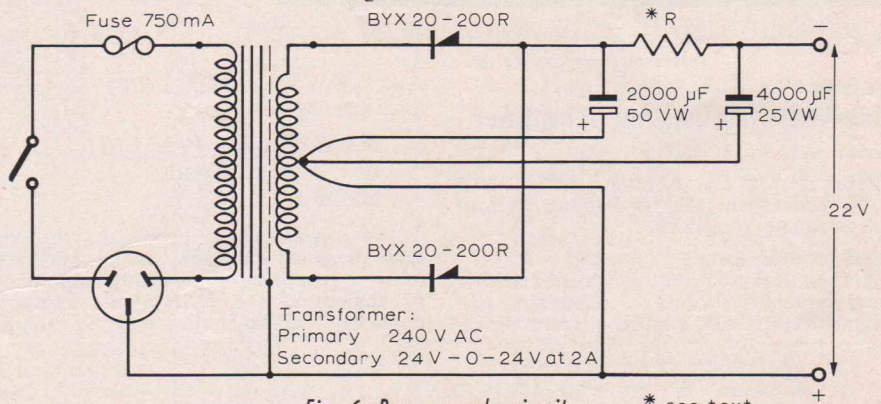 Fuse 750 mA
BYX 20-200R
* R
−
2000 µF
50 VW
+
4000 µF
25 VW
+
22 V
BYX 20-200R
Transformer:
Primary 240 V AC
Secondary 24 V - 0 - 24 V at 2A
+
* see text